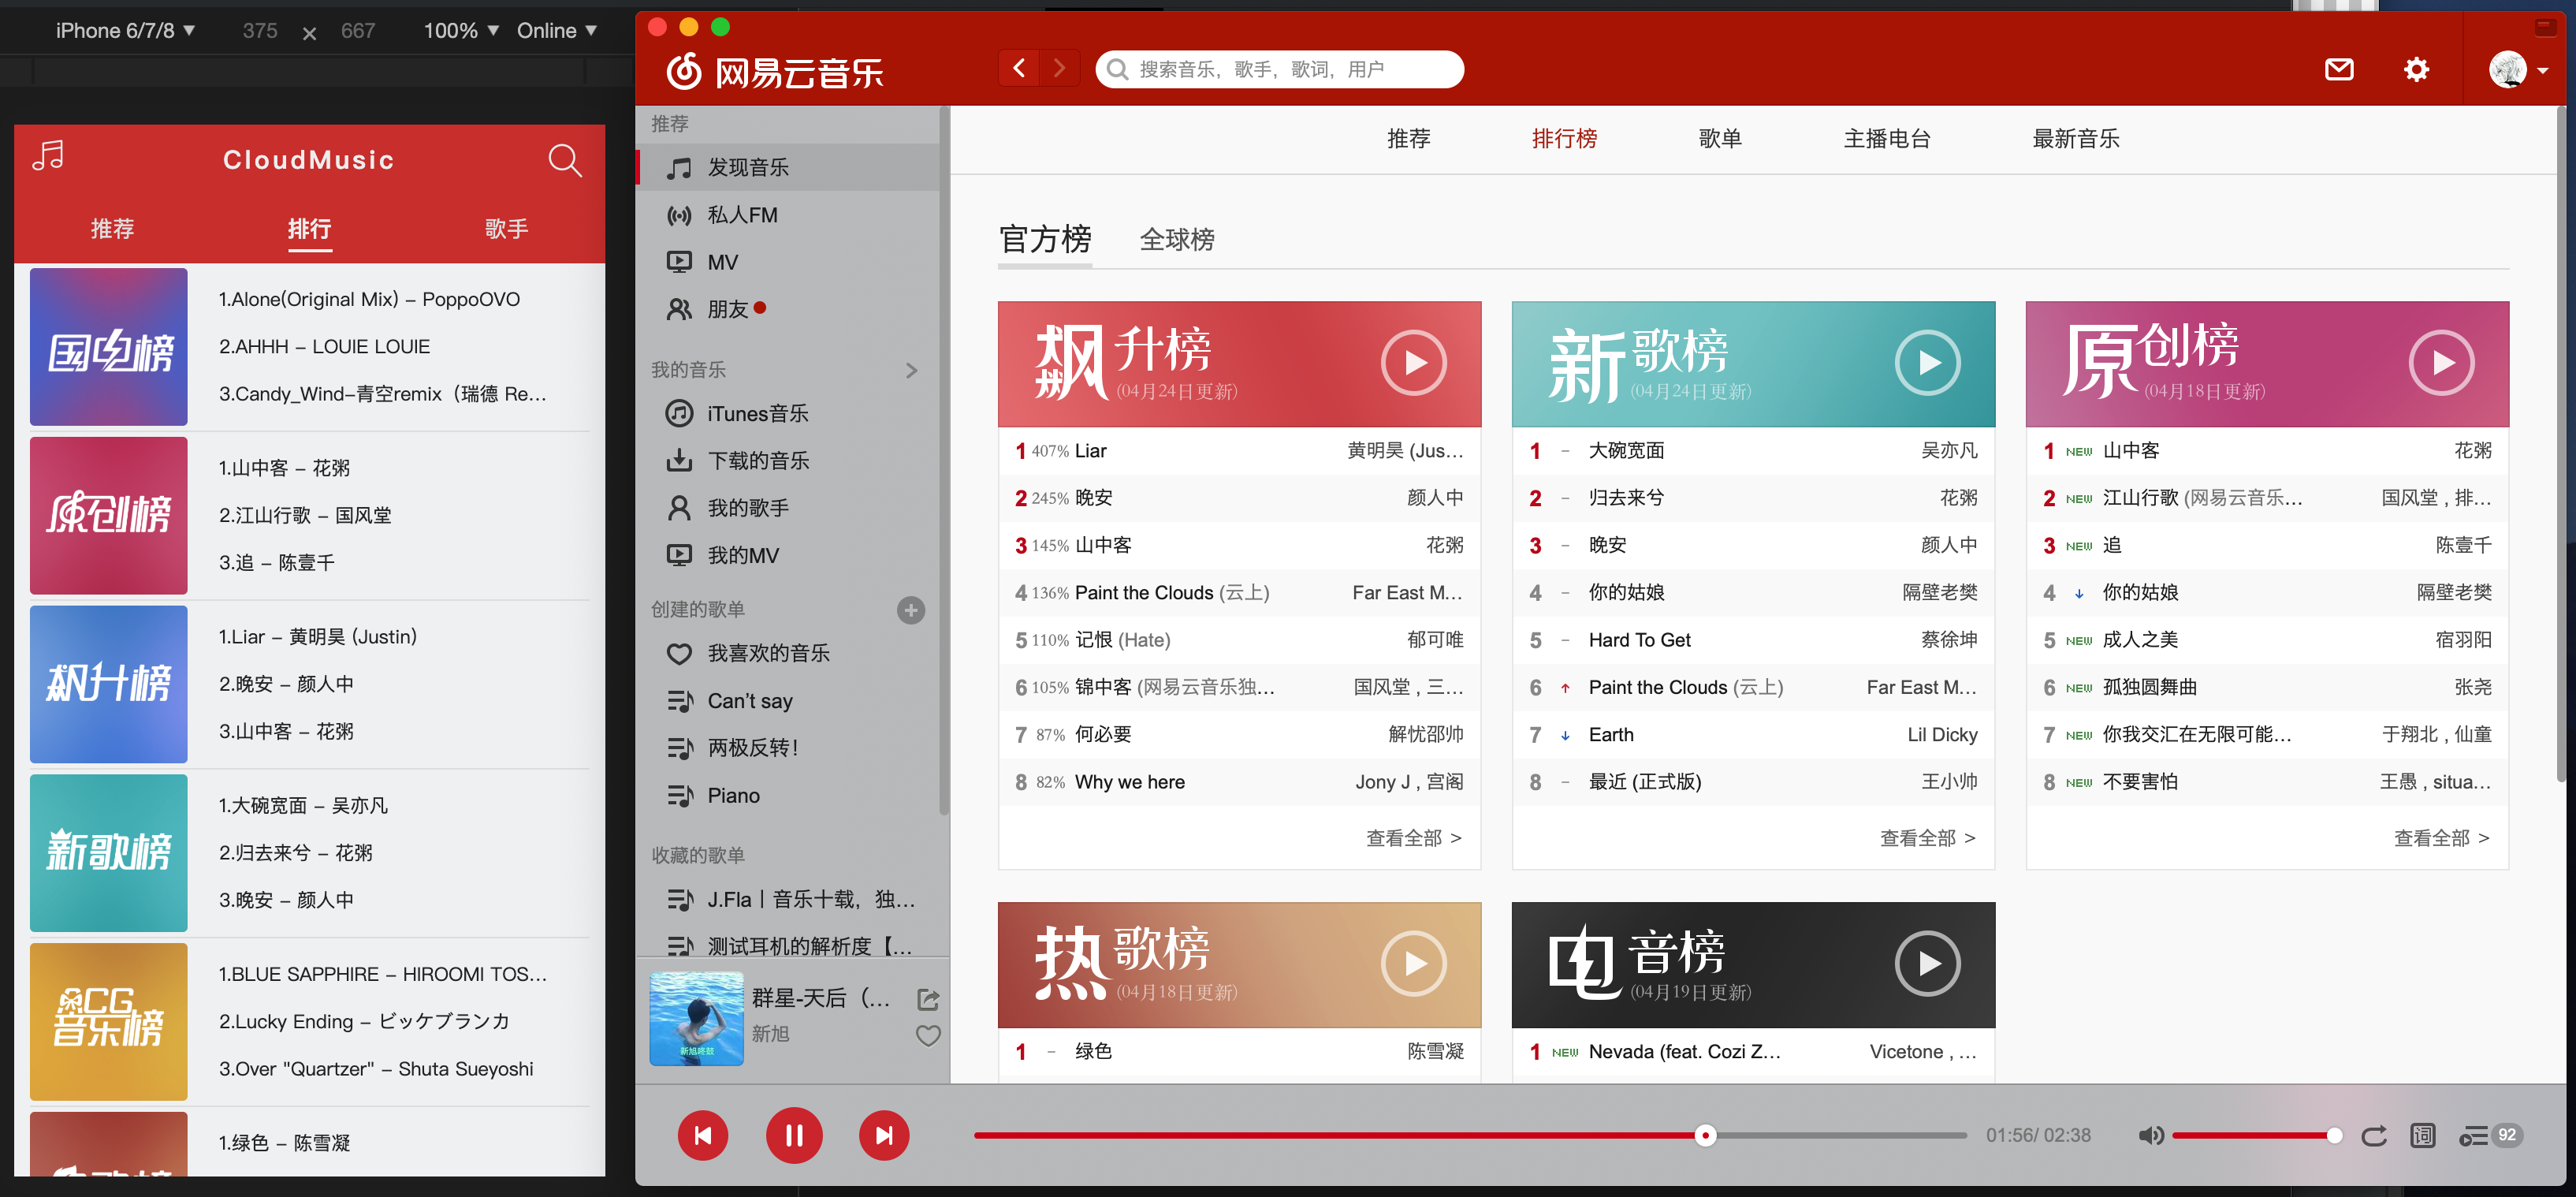 iPhone 6/7/8 ▼ 375 × 667 100% ▼ Online ▼
CloudMusic
推荐 排行 歌手
国电榜
1.Alone(Original Mix) – PoppoOVO
2.AHHH – LOUIE LOUIE
3.Candy_Wind–青空remix（瑞德 Re...
原创榜
1.山中客 – 花粥
2.江山行歌 – 国风堂
3.追 – 陈壹千
飙升榜
1.Liar – 黄明昊 (Justin)
2.晚安 – 颜人中
3.山中客 – 花粥
新歌榜
1.大碗宽面 – 吴亦凡
2.归去来兮 – 花粥
3.晚安 – 颜人中
ACG
音乐榜
1.BLUE SAPPHIRE – HIROOMI TOS...
2.Lucky Ending – ビッケブランカ
3.Over "Quartzer" – Shuta Sueyoshi
1.绿色 – 陈雪凝
网易云音乐
搜索音乐，歌手，歌词，用户
推荐
发现音乐
私人FM
MV
朋友
我的音乐
iTunes音乐
下载的音乐
我的歌手
我的MV
创建的歌单
我喜欢的音乐
Can't say
两极反转！
Piano
收藏的歌单
J.Fla丨音乐十载，独...
测试耳机的解析度【...
群星-天后（...
新旭
推荐 排行榜 歌单 主播电台 最新音乐
官方榜 全球榜
飙升榜
(04月24日更新)
1 407% Liar 黄明昊 (Jus...
2 245% 晚安 颜人中
3 145% 山中客 花粥
4 136% Paint the Clouds (云上) Far East M...
5 110% 记恨 (Hate) 郁可唯
6 105% 锦中客 (网易云音乐独... 国风堂 , 三...
7 87% 何必要 解忧邵帅
8 82% Why we here Jony J , 宫阁
查看全部 >
新歌榜
(04月24日更新)
1 – 大碗宽面 吴亦凡
2 – 归去来兮 花粥
3 – 晚安 颜人中
4 – 你的姑娘 隔壁老樊
5 – Hard To Get 蔡徐坤
6 ↑ Paint the Clouds (云上) Far East M...
7 ↓ Earth Lil Dicky
8 – 最近 (正式版) 王小帅
查看全部 >
原创榜
(04月18日更新)
1 NEW 山中客 花粥
2 NEW 江山行歌 (网易云音乐... 国风堂 , 排...
3 NEW 追 陈壹千
4 ↓ 你的姑娘 隔壁老樊
5 NEW 成人之美 宿羽阳
6 NEW 孤独圆舞曲 张尧
7 NEW 你我交汇在无限可能... 于翔北 , 仙童
8 NEW 不要害怕 王愚 , situa...
查看全部 >
热歌榜
(04月18日更新)
1 – 绿色 陈雪凝
电音榜
(04月19日更新)
1 NEW Nevada (feat. Cozi Z... Vicetone , ...
01:56/ 02:38
词
92